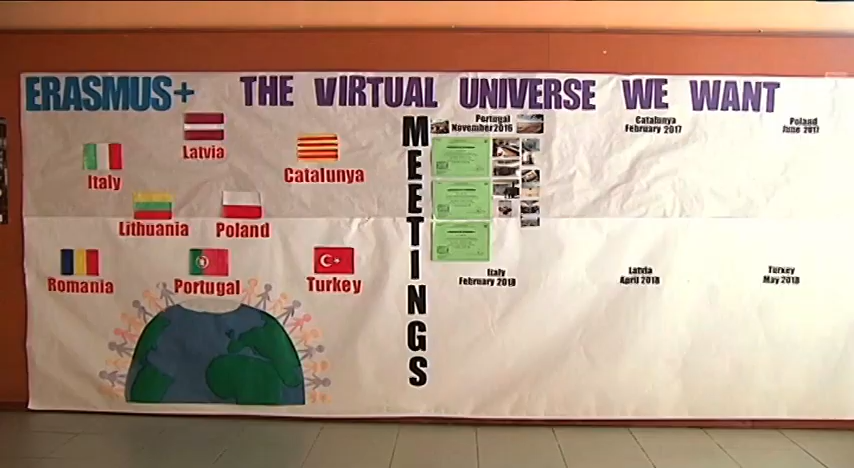 ERASMUS+ THE VIRTUAL UNIVERSE WE WANT
Latvia
Italy
Catalunya
Lithuania
Poland
Romania
Portugal
Turkey
MEETINGS
Portugal
November 2016
Catalunya
February 2017
Poland
June 2017
Italy
February 2018
Latvia
April 2018
Turkey
May 2018